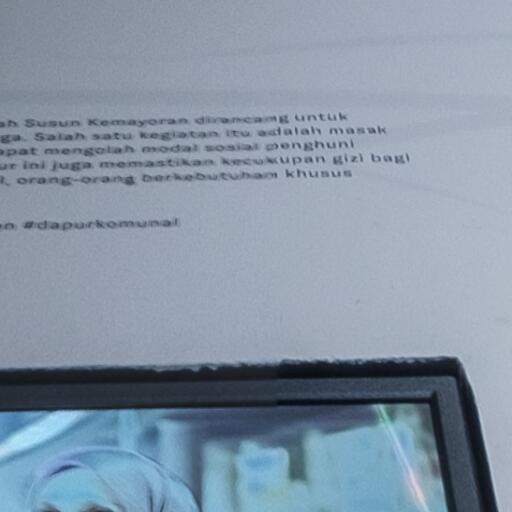 ah Susun Kemayoran dirancang untuk
ga. Salah satu kegiatan itu adalah masak
apat mengolah modal sosial penghuni
ur ini juga memastikan kecukupan gizi bagi
l, orang-orang berkebutuhan khusus
an #dapurkomunal